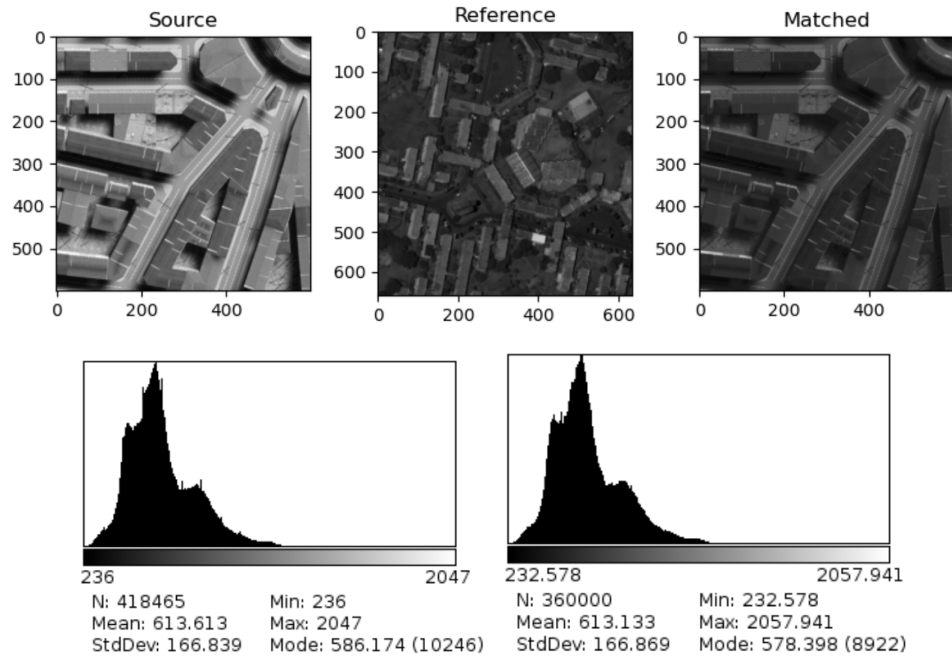 Source
0
100
200
300
400
500
0 200 400
Reference
0
100
200
300
400
500
600
0 200 400 600
Matched
0
100
200
300
400
500
0 200 400
236 2047
N: 418465 Min: 236
Mean: 613.613 Max: 2047
StdDev: 166.839 Mode: 586.174 (10246)
232.578 2057.941
N: 360000 Min: 232.578
Mean: 613.133 Max: 2057.941
StdDev: 166.869 Mode: 578.398 (8922)